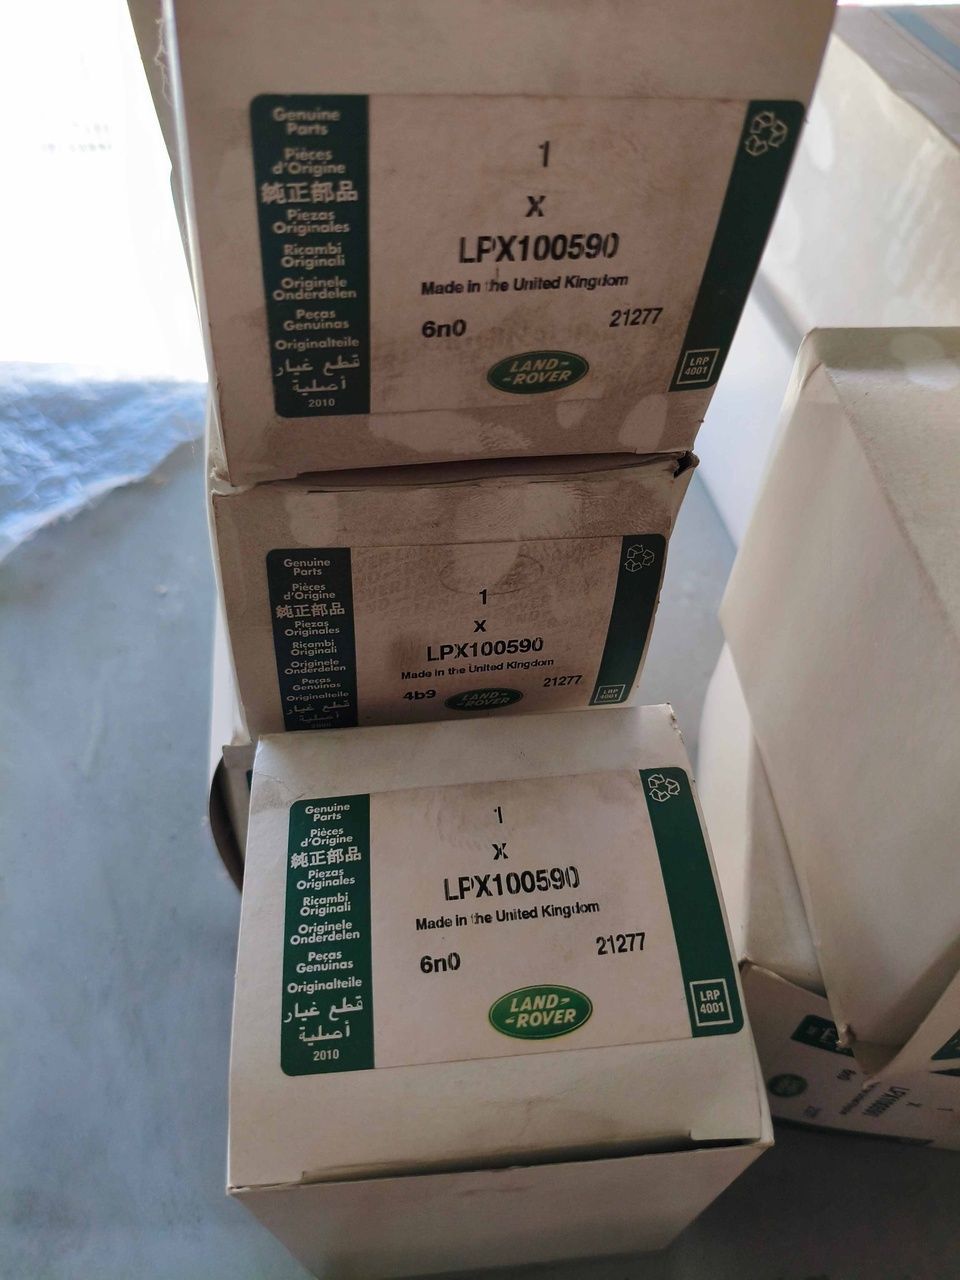 Genuine
Parts
Pièces
d'Origine
純正部品
Piezas
Originales
Ricambi
Originali
Originele
Onderdelen
Peças
Genuinas
Originalteile
قطع غيار
أصلية
2010
1
X
LPX100590
Made in the United Kingdom
6n0
21277
LAND-
-ROVER
LRP
4001
Genuine
Parts
Pièces
d'Origine
純正部品
Piezas
Originales
Ricambi
Originali
Originele
Onderdelen
Peças
Genuinas
Originalteile
قطع غيار
1
X
LPX100590
Made in the United Kingdom
4b9
21277
LAND-
-ROVER
LRP
4001
Genuine
Parts
Pièces
d'Origine
純正部品
Piezas
Originales
Ricambi
Originali
Originele
Onderdelen
Peças
Genuinas
Originalteile
قطع غيار
أصلية
2010
1
X
LPX100590
Made in the United Kingdom
6n0
21277
LAND-
-ROVER
LRP
4001